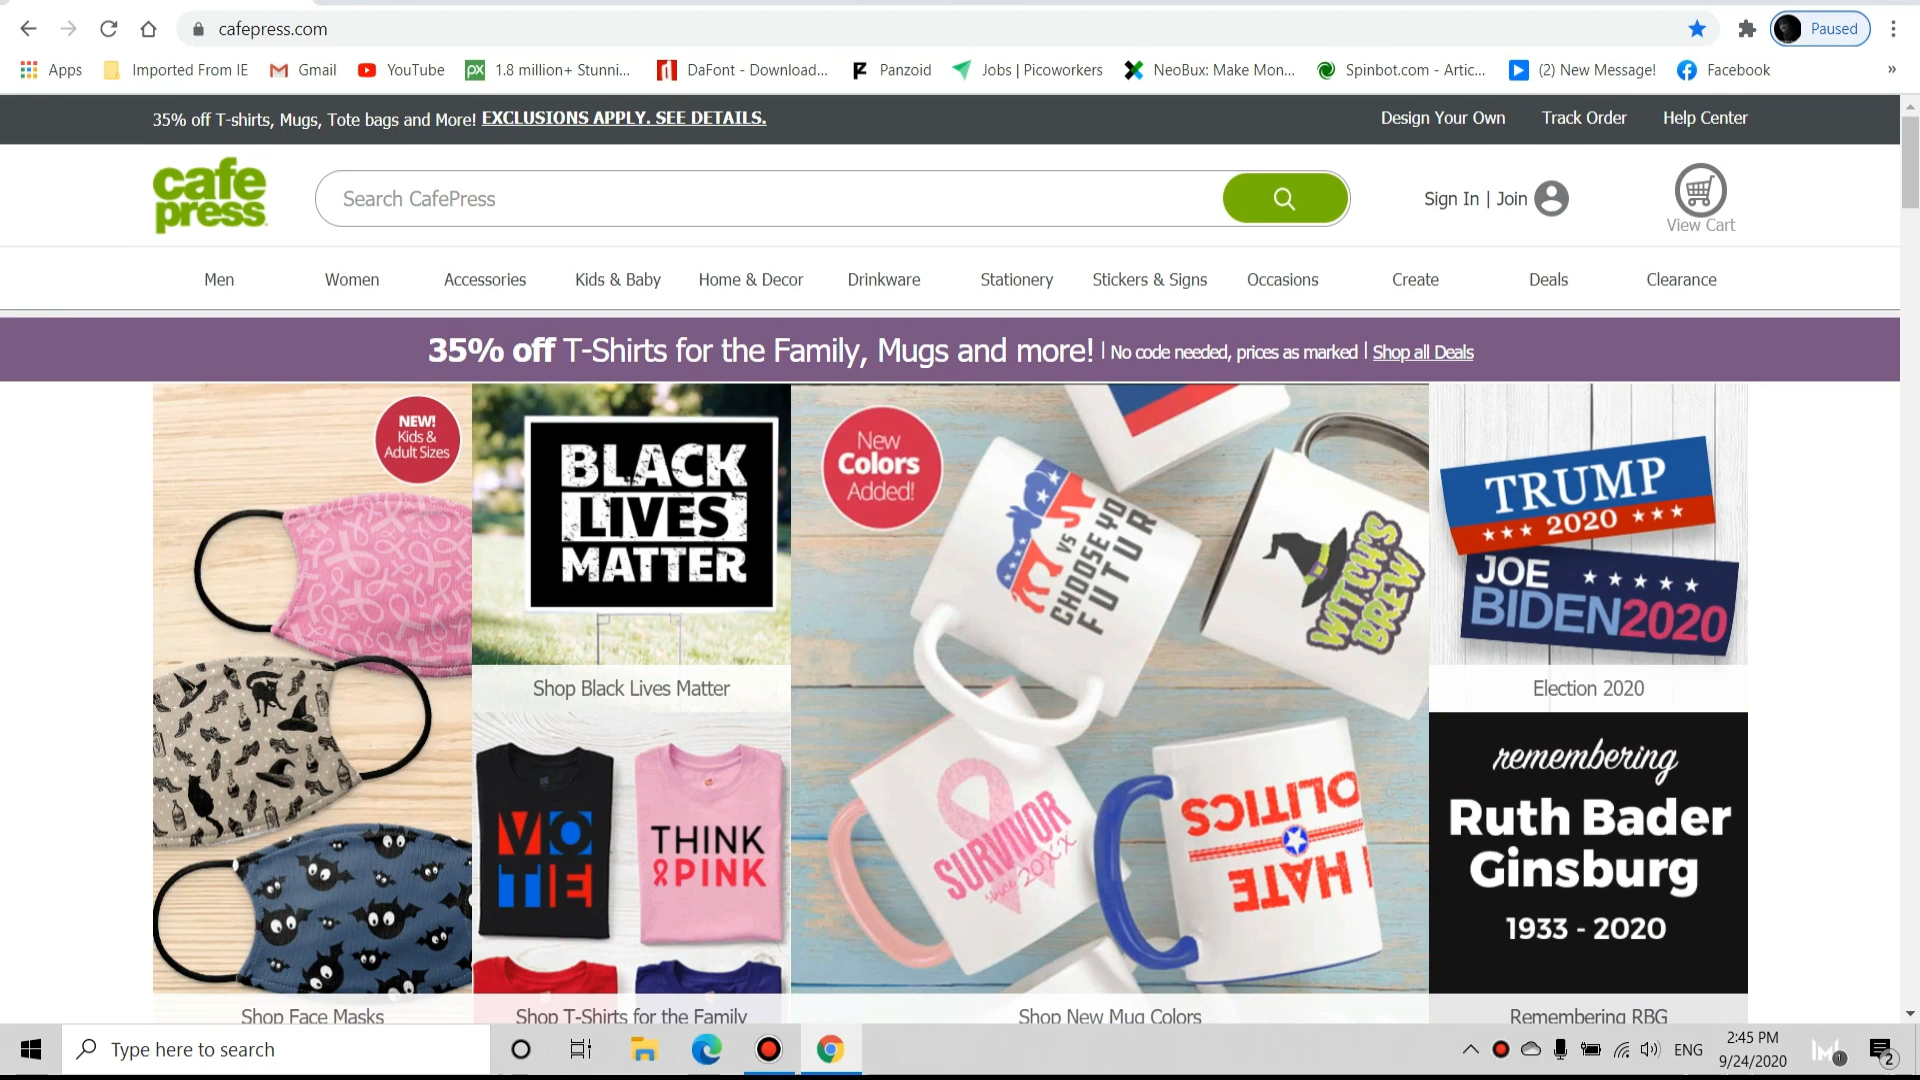 cafepress.com
Paused
Apps
Imported From IE
Gmail
YouTube
1.8 million+ Stunni...
DaFont - Download...
Panzoid
Jobs | Picoworkers
NeoBux: Make Mon...
Spinbot.com - Artic...
(2) New Message!
Facebook
»
35% off T-shirts, Mugs, Tote bags and More! EXCLUSIONS APPLY. SEE DETAILS.
Design Your Own
Track Order
Help Center
cafe
press
Search CafePress
Sign In | Join
View Cart
Men
Women
Accessories
Kids & Baby
Home & Decor
Drinkware
Stationery
Stickers & Signs
Occasions
Create
Deals
Clearance
35% off T-Shirts for the Family, Mugs and more! | No code needed, prices as marked | Shop all Deals
NEW!
Kids &
Adult Sizes
Shop Face Masks
BLACK
LIVES
MATTER
Shop Black Lives Matter
VO
TE
THINK
PINK
Shop T-Shirts for the Family
New
Colors
Added!
VS
CHOOSE YO
FUTUR
WITCH'S
BREW
SURVIVOR
since 20XX
I HATE
OLITICS
Shop New Mug Colors
TRUMP
2020
JOE
BIDEN2020
Election 2020
remembering
Ruth Bader
Ginsburg
1933 - 2020
Remembering RBG
Type here to search
ENG
2:45 PM
9/24/2020
1
2